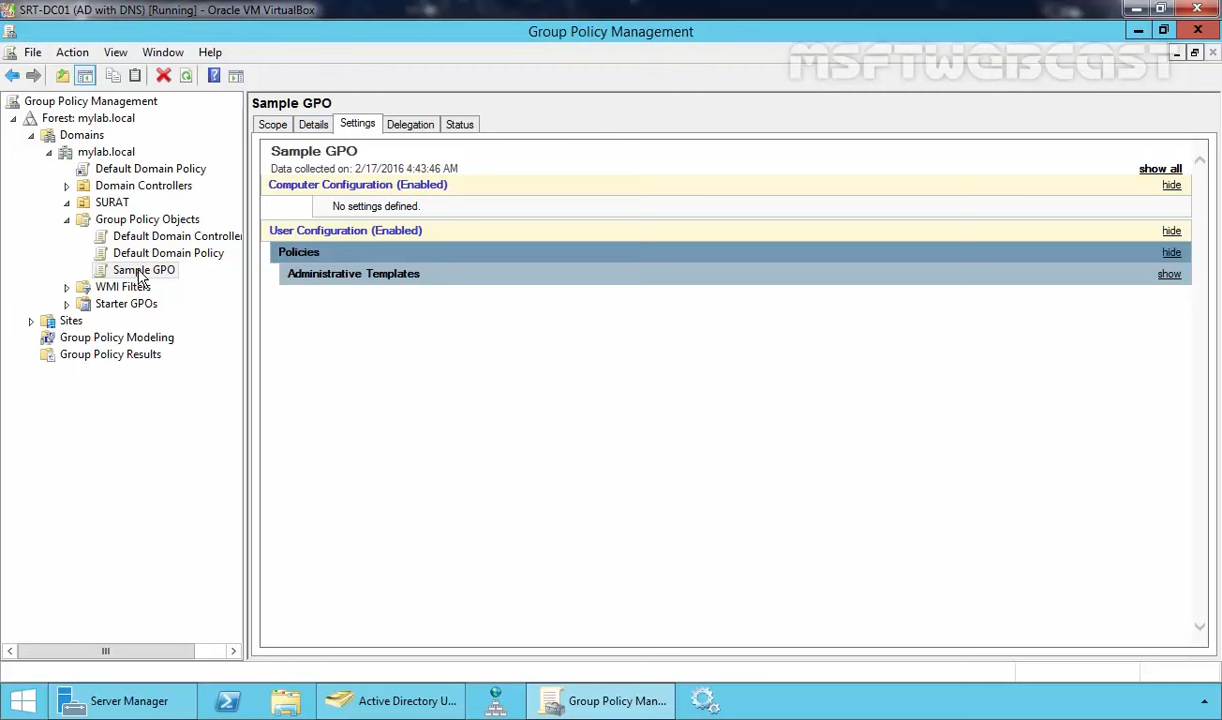 SRT-DC01 (AD with DNS) [Running] - Oracle VM VirtualBox
Group Policy Management
File Action View Window Help
MSFTWEBCAST
Group Policy Management
Forest: mylab.local
Domains
mylab.local
Default Domain Policy
Domain Controllers
SURAT
Group Policy Objects
Default Domain Controller
Default Domain Policy
Sample GPO
WMI Filters
Starter GPOs
Sites
Group Policy Modeling
Group Policy Results
Sample GPO
Scope Details Settings Delegation Status
Sample GPO
Data collected on: 2/17/2016 4:43:46 AM
show all
Computer Configuration (Enabled) hide
No settings defined.
User Configuration (Enabled) hide
Policies hide
Administrative Templates show
Server Manager Active Directory U... Group Policy Man...